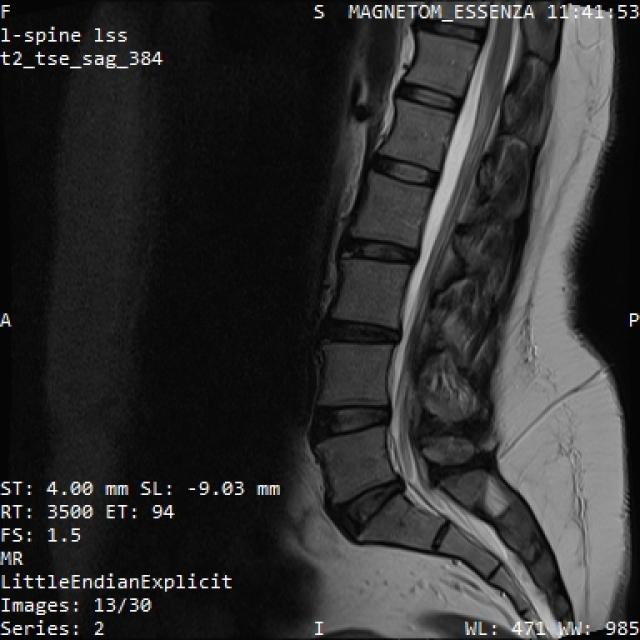 F
S MAGNETOM_ESSENZA 11:41:53
l-spine lss
t2_tse_sag_384
A
P
ST: 4.00 mm SL: -9.03 mm
RT: 3500 ET: 94
FS: 1.5
MR
LittleEndianExplicit
Images: 13/30
Series: 2
I
WL: 471 WW: 985